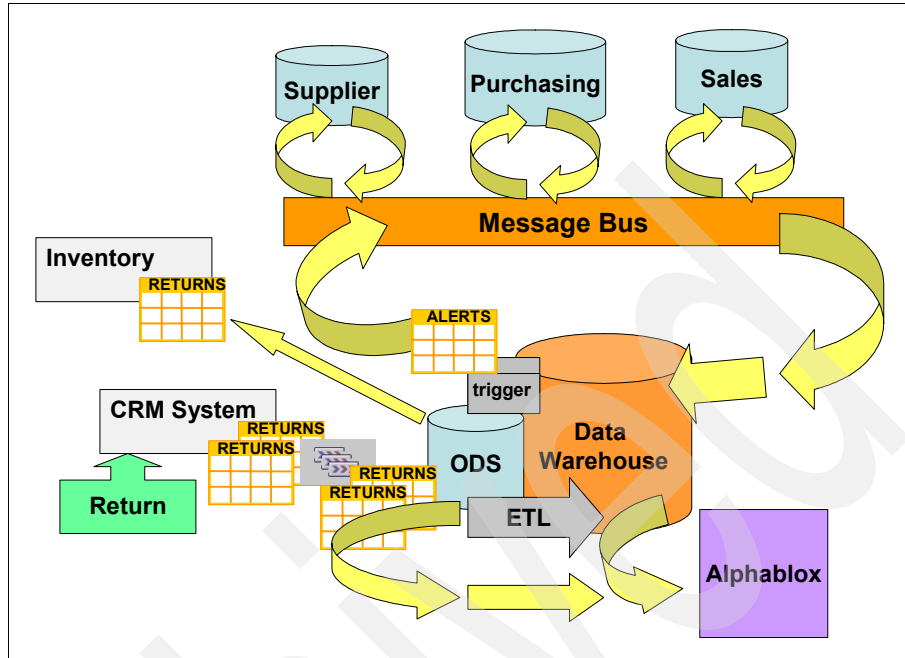 Supplier
Purchasing
Sales
Message Bus
Inventory
RETURNS
ALERTS
trigger
CRM System
RETURNS
RETURNS
ODS
Data
Warehouse
RETURNS
RETURNS
Return
ETL
Alphablox